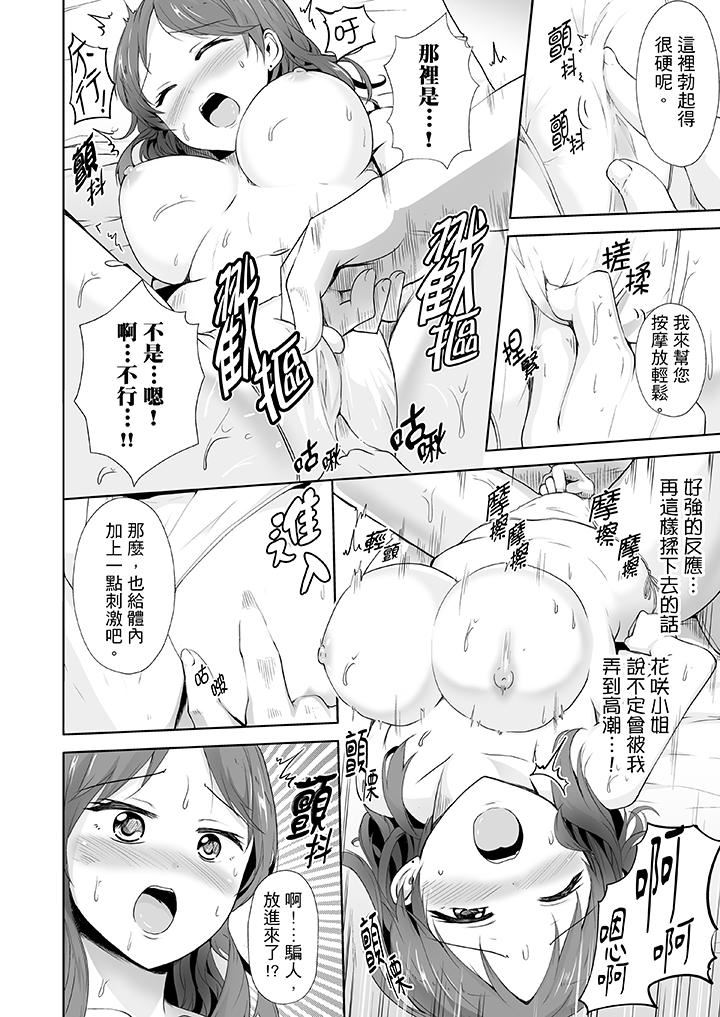 這裡勃起得
很硬呢。
顫抖
顫抖
那裡是…！
吁
不行！
顫抖
戳摳
戳摳
不是…嗯！
啊…不行…!!
咕啾
咕啾
搓揉
我來幫您
按摩放輕鬆。
捏緊
好強的反應…
再這樣揉下去的話
花咲小姐
說不定會被我
弄到高潮…！
摩擦
摩擦
摩擦
摩擦
輕顫
顫慄
顫慄
啊啊
啊
嗯啊
進入
那麼，也給體內
加上一點刺激吧。
咕啾
顫抖
啊！…騙人，
放進來了!?